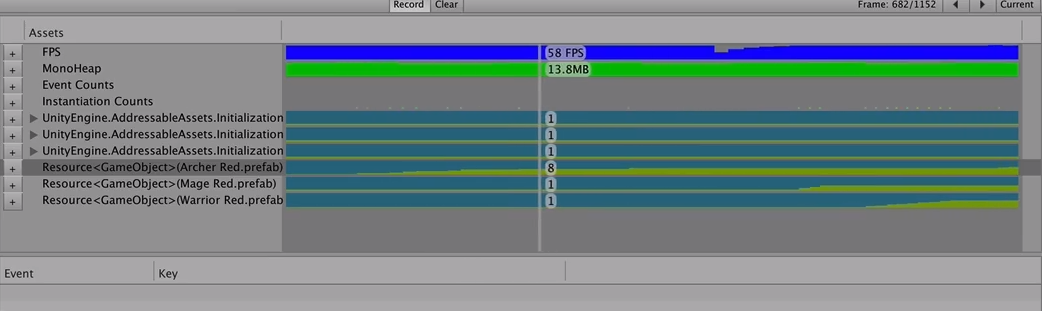 Record Clear Frame: 682/1152 Current
Assets
+ FPS 58 FPS
+ MonoHeap 13.8MB
+ Event Counts
+ Instantiation Counts
+ UnityEngine.AddressableAssets.Initialization 1
+ UnityEngine.AddressableAssets.Initialization 1
+ UnityEngine.AddressableAssets.Initialization 1
+ Resource<GameObject>(Archer Red.prefab) 8
+ Resource<GameObject>(Mage Red.prefab) 1
+ Resource<GameObject>(Warrior Red.prefab 1
Event Key